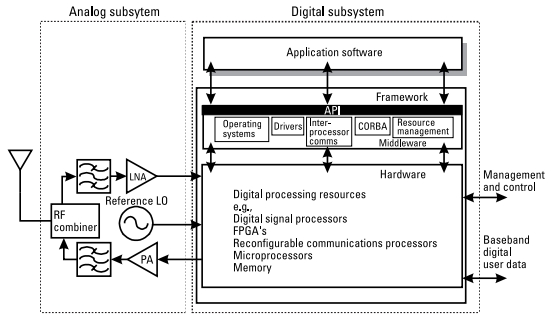 Analog subsytem
Digital subsystem
Application software
Framework
API
Operating
systems
Drivers
Inter-
processor
comms
CORBA
Resource
management
Middleware
Hardware
Digital processing resources
e.g.,
Digital signal processors
FPGA's
Reconfigurable communications processors
Microprocessors
Memory
LNA
Reference LO
RF
combiner
PA
Management
and control
Baseband
digital
user data